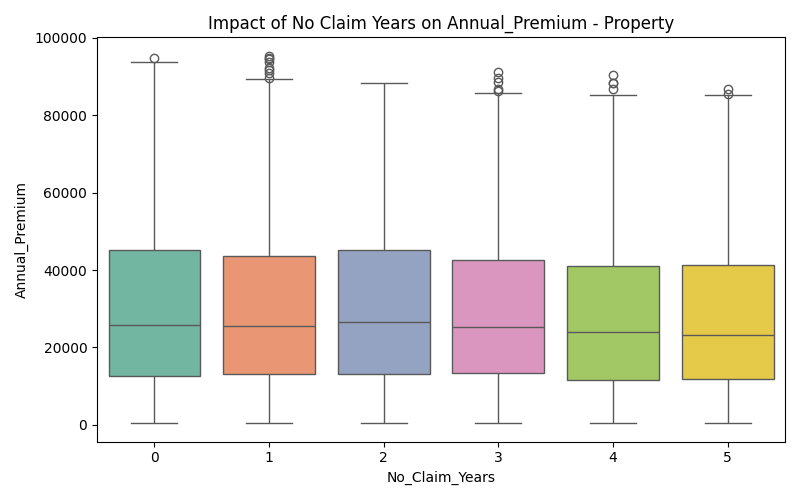 Impact of No Claim Years on Annual_Premium - Property
100000
80000
60000
40000
20000
0
Annual_Premium
0 1 2 3 4 5
No_Claim_Years